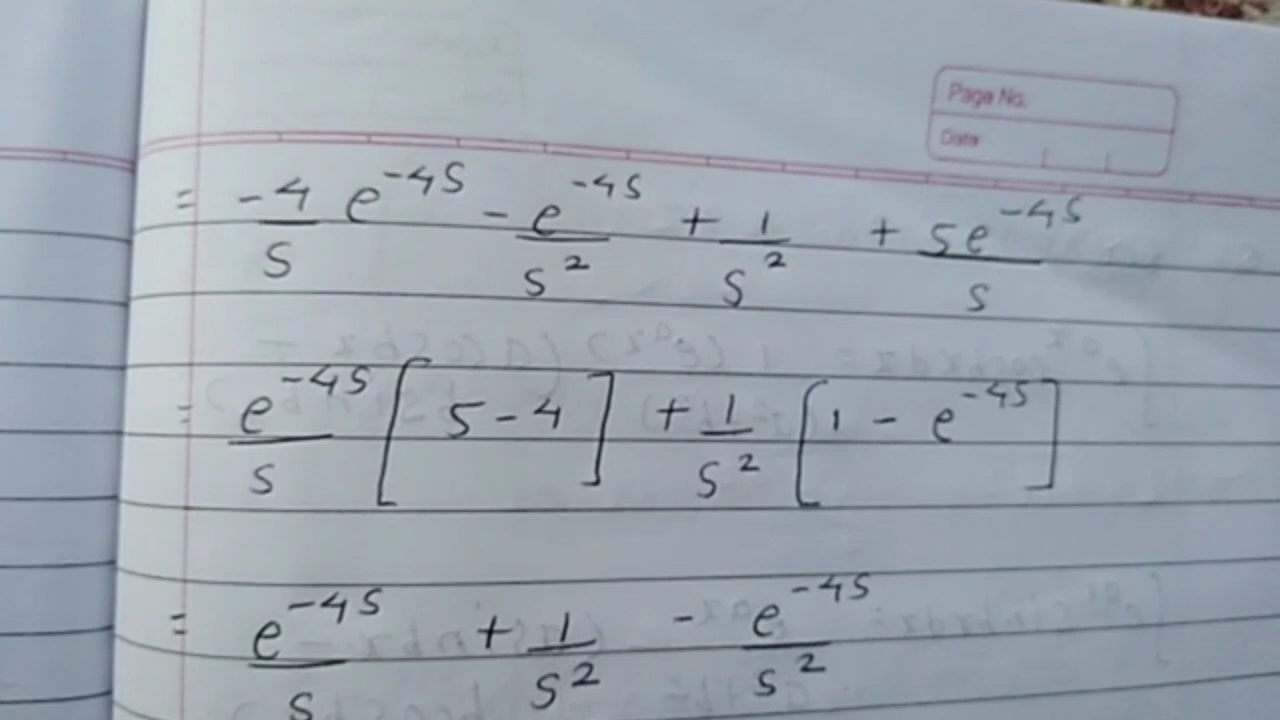 Page No.
Date
= -4/s e^{-4s} - e^{-4s}/s^2 + 1/s^2 + 5e^{-4s}/s
= e^{-4s}/s [5-4] + 1/s^2 [1 - e^{-4s}]
= e^{-4s}/s + 1/s^2 - e^{-4s}/s^2